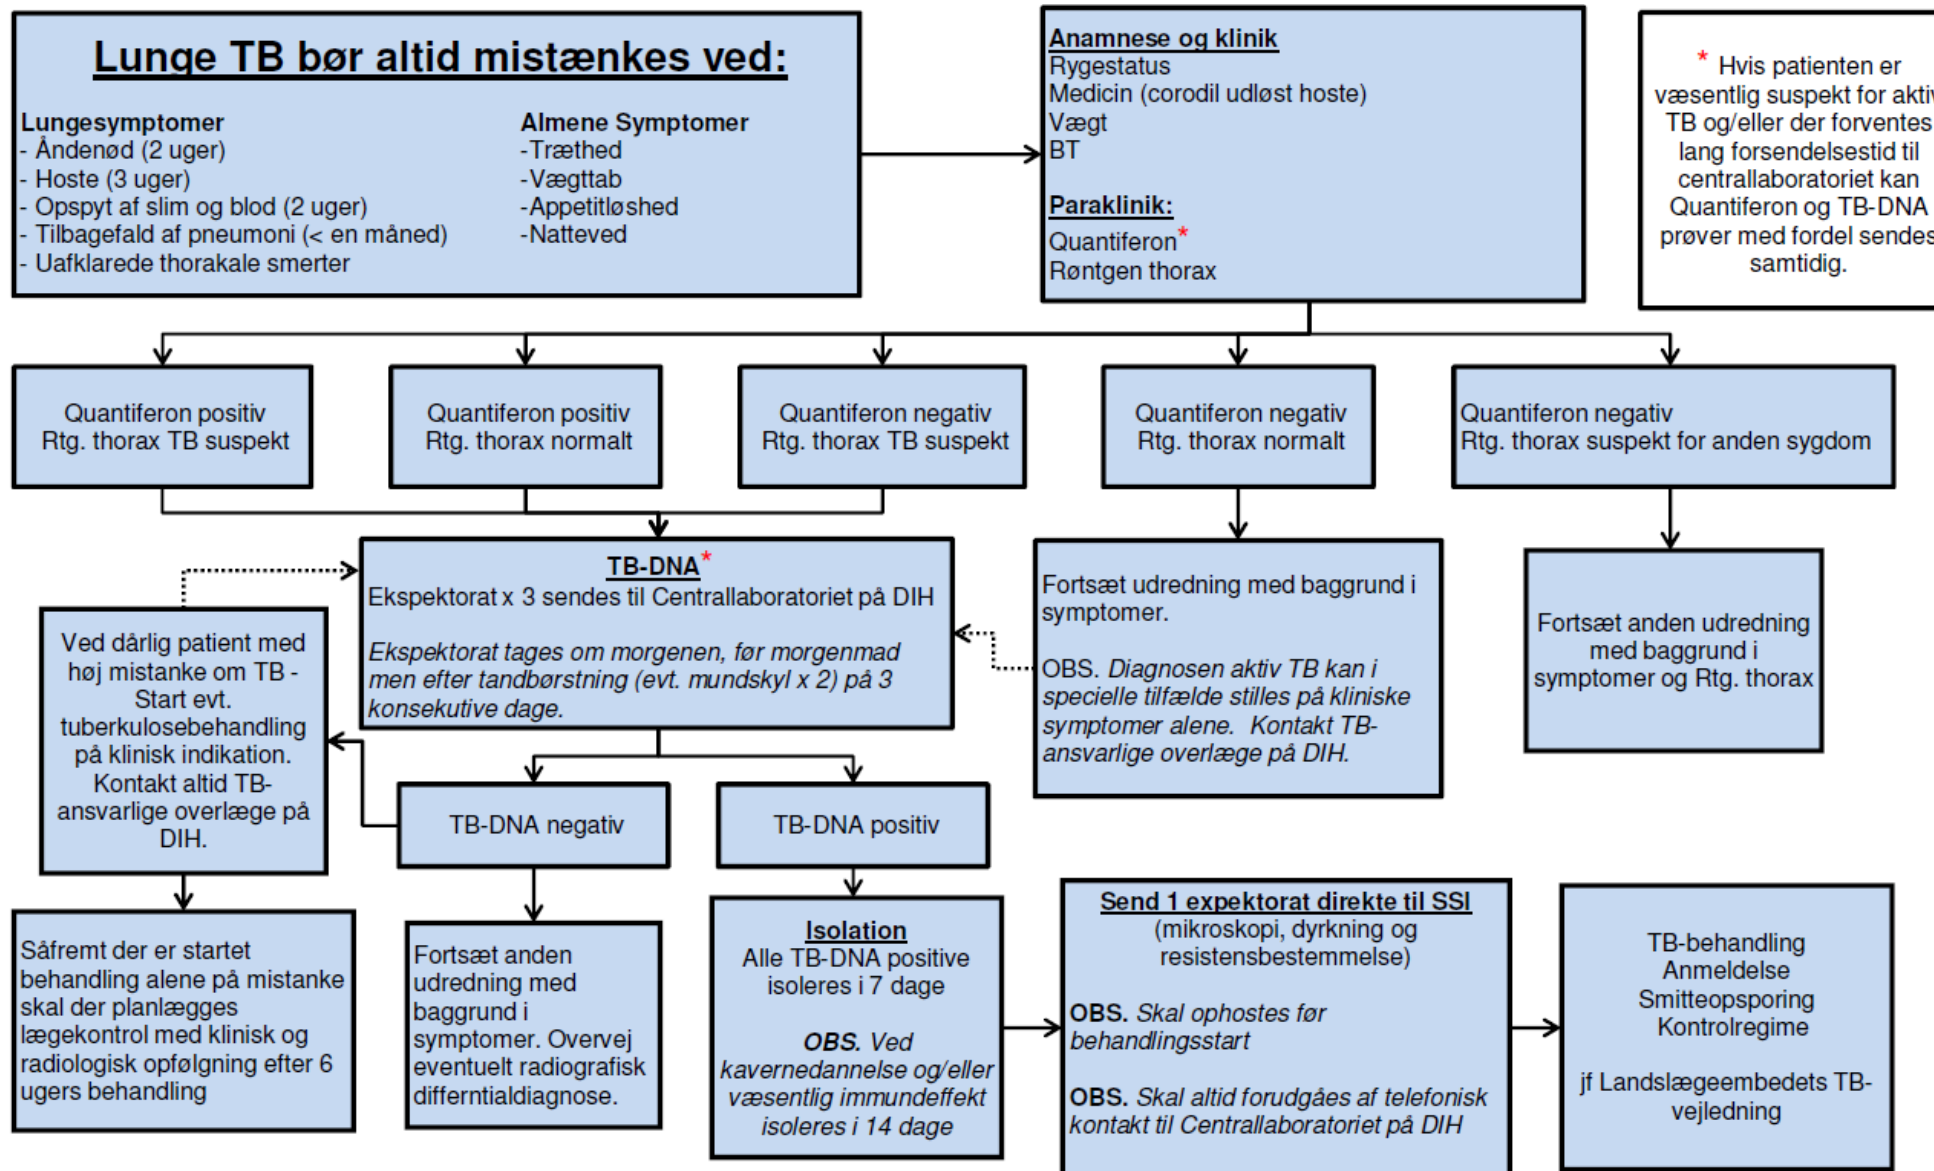 Lunge TB bør altid mistænkes ved:
Lungesymptomer
- Åndenød (2 uger)
- Hoste (3 uger)
- Opspyt af slim og blod (2 uger)
- Tilbagefald af pneumoni (< en måned)
- Uafklarede thorakale smerter
Almene Symptomer
-Træthed
-Vægttab
-Appetitløshed
-Natteved
Anamnese og klinik
Rygestatus
Medicin (corodil udløst hoste)
Vægt
BT
Paraklinik:
Quantiferon*
Røntgen thorax
* Hvis patienten er
væsentlig suspekt for aktiv
TB og/eller der forventes
lang forsendelsestid til
centrallaboratoriet kan
Quantiferon og TB-DNA
prøver med fordel sendes
samtidig.
Quantiferon positiv
Rtg. thorax TB suspekt
Quantiferon positiv
Rtg. thorax normalt
Quantiferon negativ
Rtg. thorax TB suspekt
Quantiferon negativ
Rtg. thorax normalt
Quantiferon negativ
Rtg. thorax suspekt for anden sygdom
TB-DNA*
Ekspektorat x 3 sendes til Centrallaboratoriet på DIH
Ekspektorat tages om morgenen, før morgenmad
men efter tandbørstning (evt. mundskyl x 2) på 3
konsekutive dage.
Fortsæt udredning med baggrund i
symptomer.
OBS. Diagnosen aktiv TB kan i
specielle tilfælde stilles på kliniske
symptomer alene. Kontakt TB-
ansvarlige overlæge på DIH.
Fortsæt anden udredning
med baggrund i
symptomer og Rtg. thorax
Ved dårlig patient med
høj mistanke om TB -
Start evt.
tuberkulosebehandling
på klinisk indikation.
Kontakt altid TB-
ansvarlige overlæge på
DIH.
TB-DNA negativ
TB-DNA positiv
Såfremt der er startet
behandling alene på mistanke
skal der planlægges
lægekontrol med klinisk og
radiologisk opfølgning efter 6
ugers behandling
Fortsæt anden
udredning med
baggrund i
symptomer. Overvej
eventuelt radiografisk
differntialdiagnose.
Isolation
Alle TB-DNA positive
isoleres i 7 dage
OBS. Ved
kavernedannelse og/eller
væsentlig immundefekt
isoleres i 14 dage
Send 1 expektorat direkte til SSI
(mikroskopi, dyrkning og
resistensbestemmelse)
OBS. Skal ophostes før
behandlingsstart
OBS. Skal altid forudgåes af telefonisk
kontakt til Centrallaboratoriet på DIH
TB-behandling
Anmeldelse
Smitteopsporing
Kontrolregime
jf Landslægeembedets TB-
vejledning